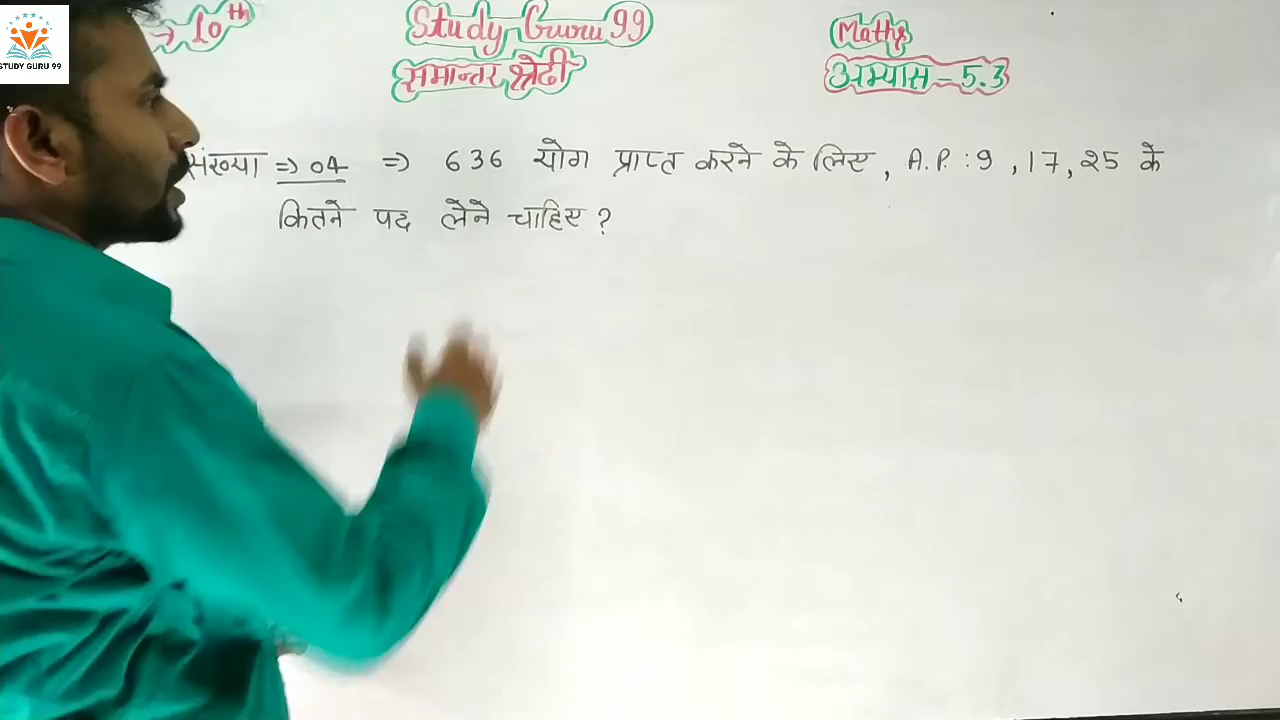 STUDY GURU 99
→ 10th
Study Guru 99
Maths
समान्तर श्रेढी
अभ्यास - 5.3
संख्या ⇒ 04 ⇒ 636 योग प्राप्त करने के लिए, A.P. : 9, 17, 25 के
कितने पद लेने चाहिए ?